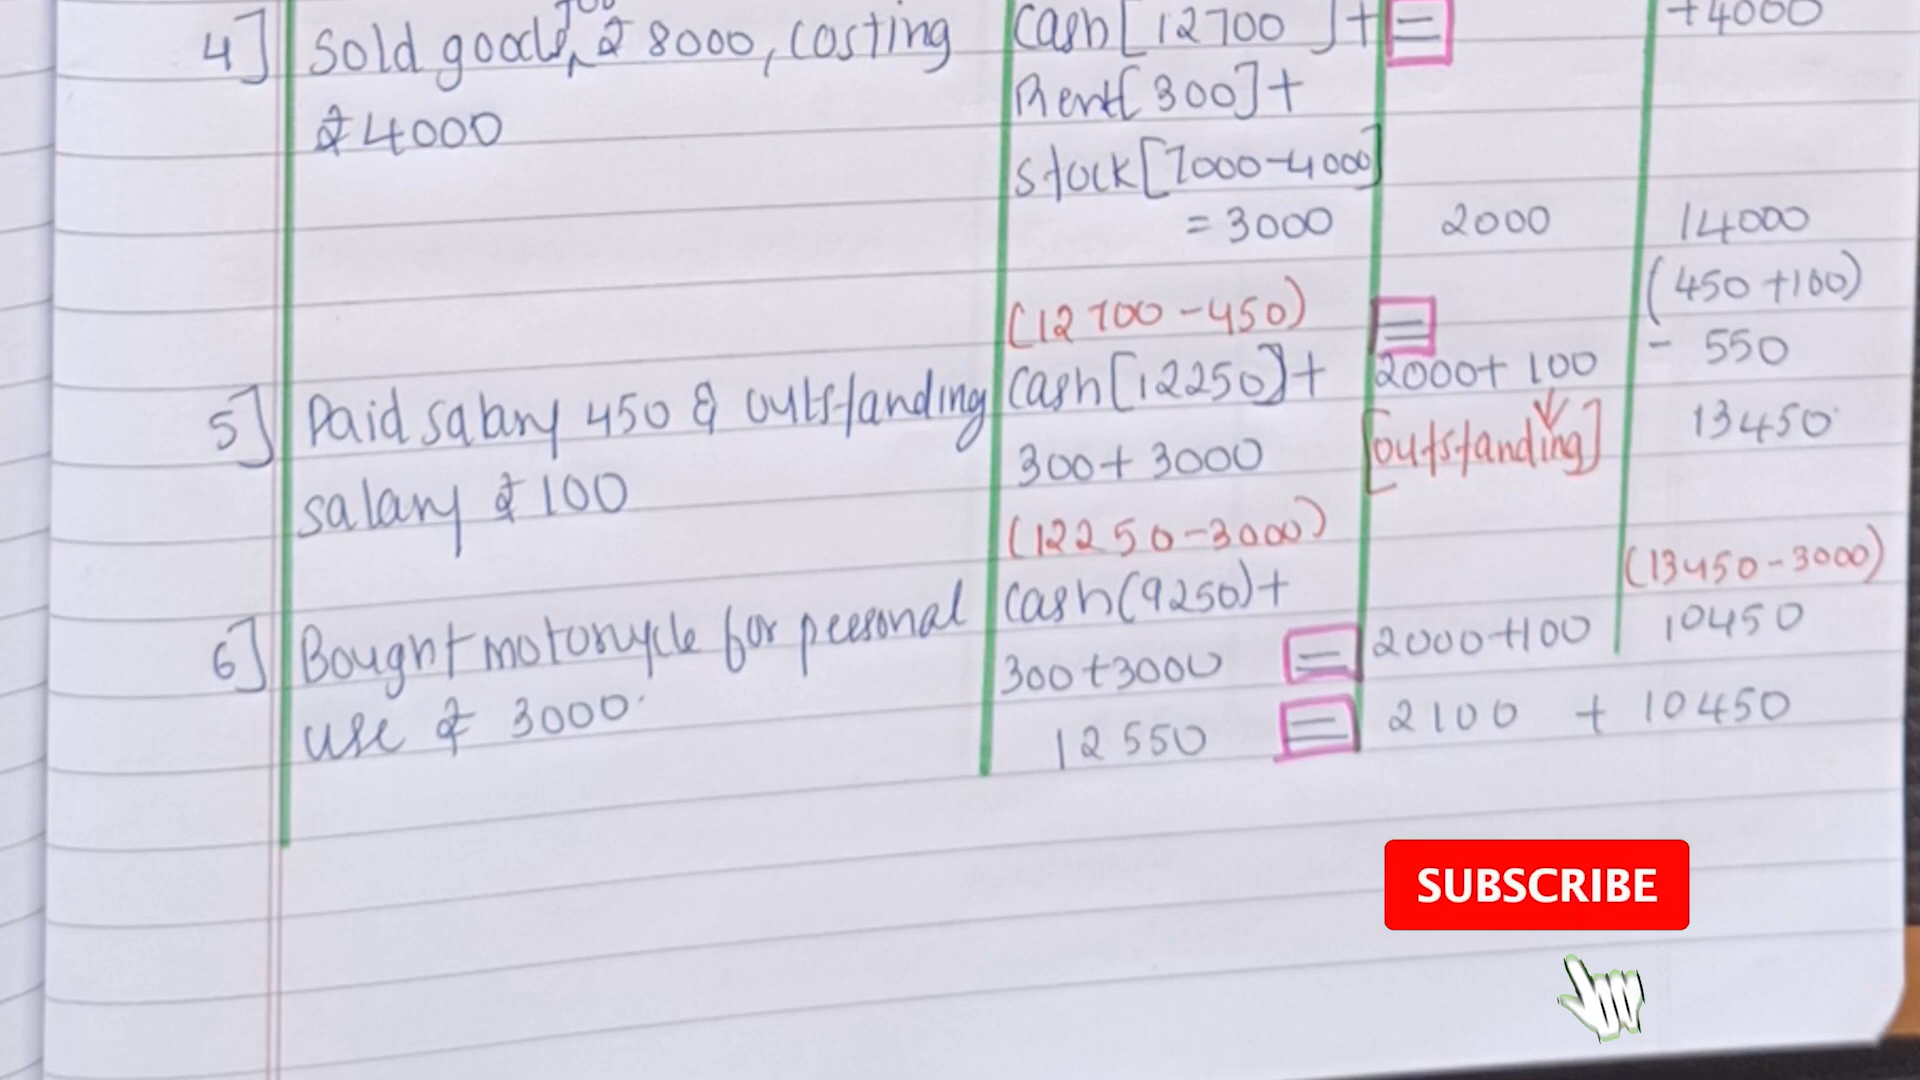 4] Sold goods for ₹ 8000, costing Cash[12700 ]+ = +4000
₹ 4000 Rent[300]+
stock[7000-4000]
= 3000 2000 14000
(12700-450) = (450+100)
5] Paid salary 450 & outstanding Cash[12250]+ 2000+ 100 - 550
salary ₹ 100 300+ 3000 [outstanding] 13450
(12250-3000) (13450-3000)
6] Bought motorcycle for personal Cash(9250)+ 10450
use ₹ 3000. 300+3000 = 2000+100
12550 = 2100 + 10450
SUBSCRIBE